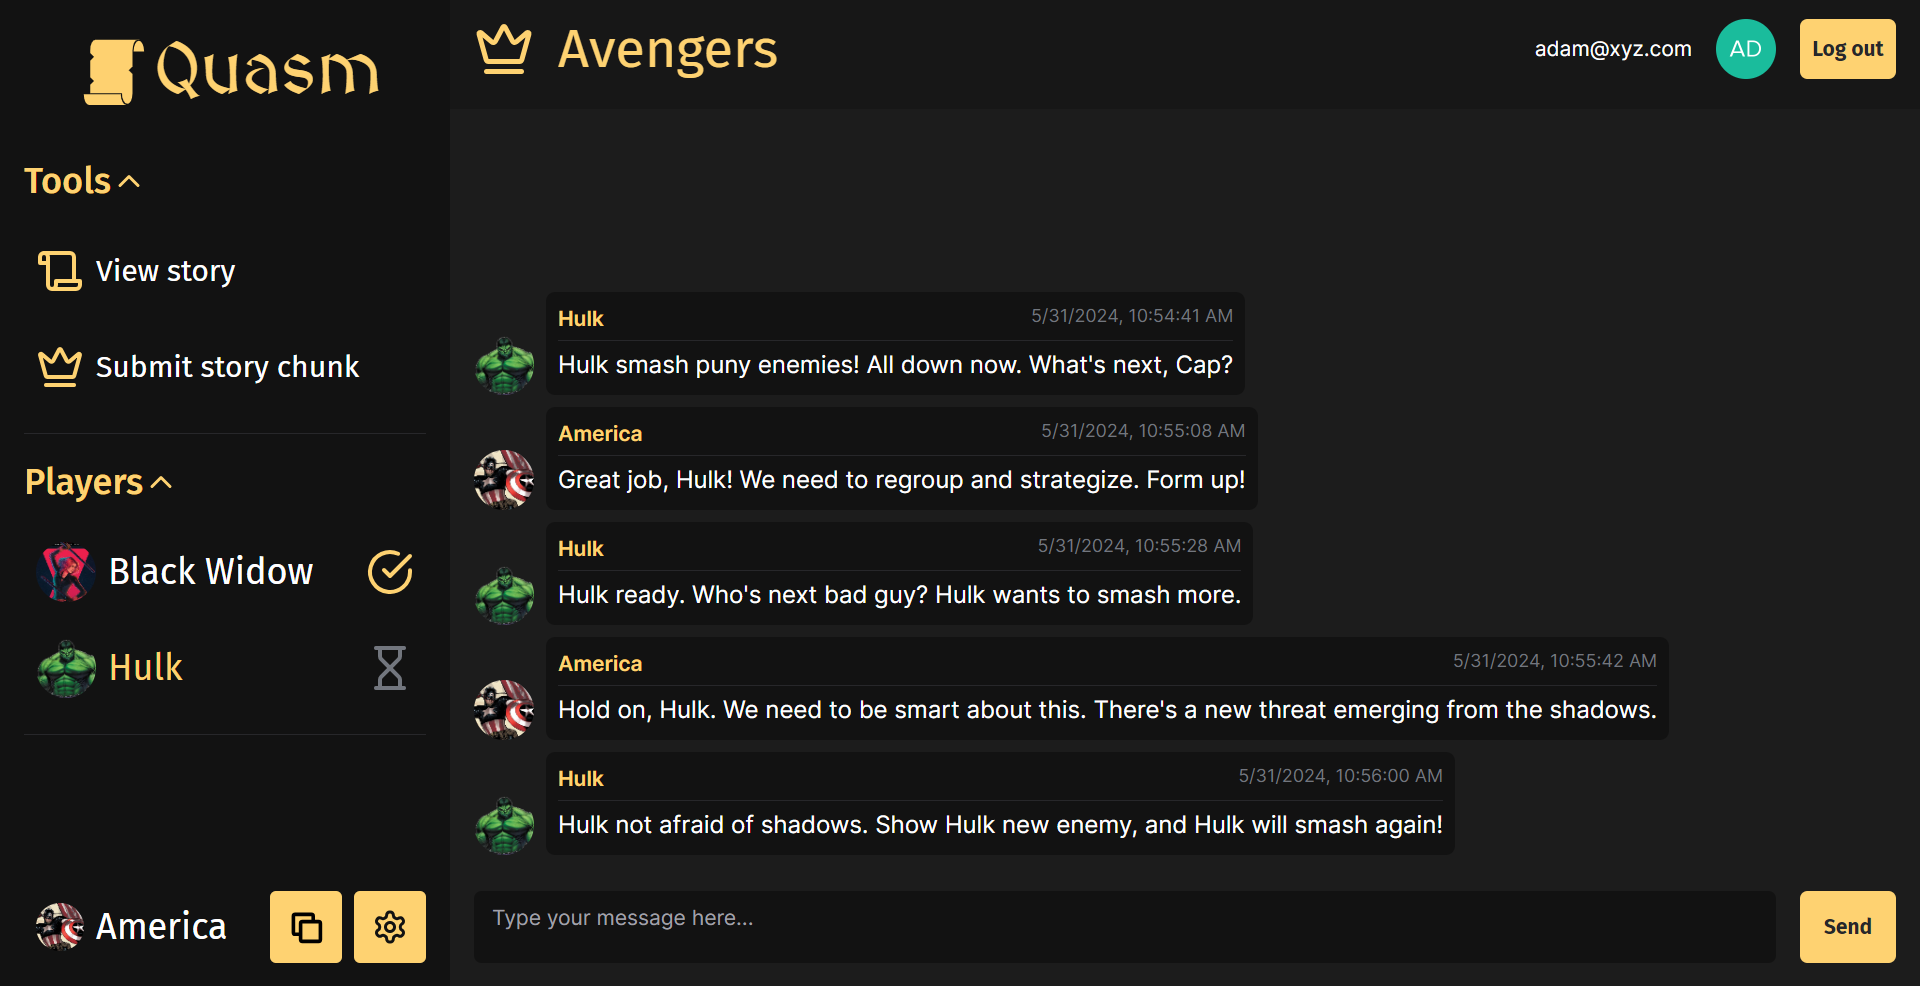 Quasm
Tools
View story
Submit story chunk
Players
Black Widow
Hulk
America
Avengers
adam@xyz.com
AD
Log out
Hulk
5/31/2024, 10:54:41 AM
Hulk smash puny enemies! All down now. What's next, Cap?
America
5/31/2024, 10:55:08 AM
Great job, Hulk! We need to regroup and strategize. Form up!
Hulk
5/31/2024, 10:55:28 AM
Hulk ready. Who's next bad guy? Hulk wants to smash more.
America
5/31/2024, 10:55:42 AM
Hold on, Hulk. We need to be smart about this. There's a new threat emerging from the shadows.
Hulk
5/31/2024, 10:56:00 AM
Hulk not afraid of shadows. Show Hulk new enemy, and Hulk will smash again!
Type your message here...
Send